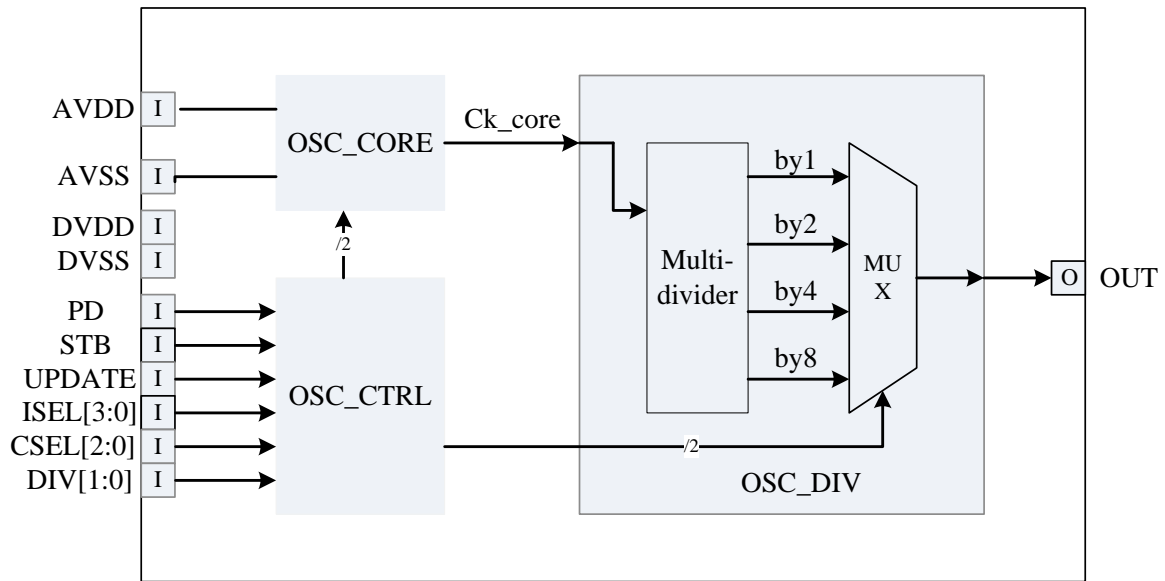 AVDD I
AVSS I
DVDD I
DVSS I
PD I
STB I
UPDATE I
ISEL[3:0] I
CSEL[2:0] I
DIV[1:0] I
OSC_CORE
/2
OSC_CTRL
Ck_core
/2
Multi-
divider
by1
by2
by4
by8
MU
X
OSC_DIV
O OUT